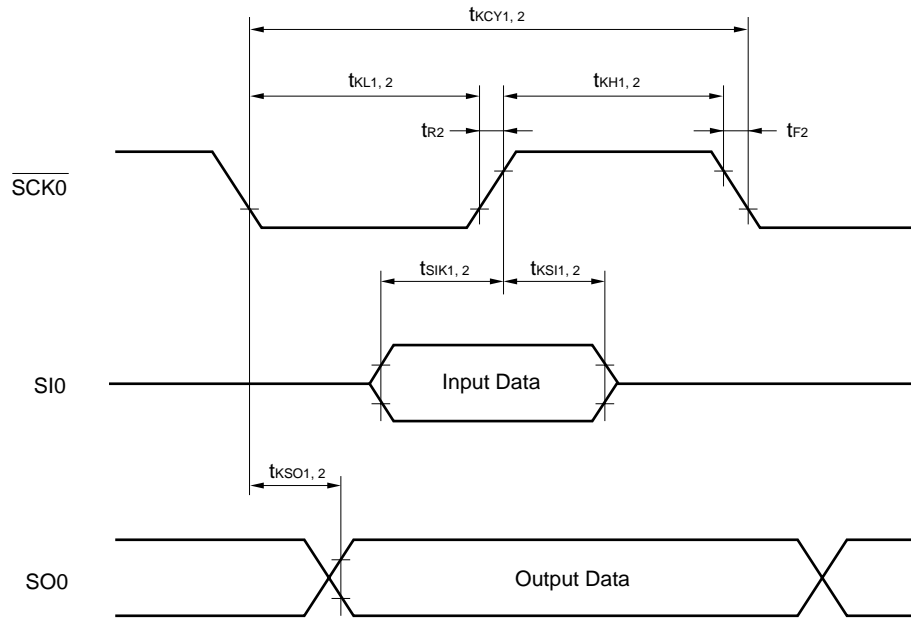 tKCY1, 2
tKL1, 2
tKH1, 2
tR2
tF2
SCK0
tSIK1, 2
tKSI1, 2
SI0
Input Data
tKSO1, 2
SO0
Output Data